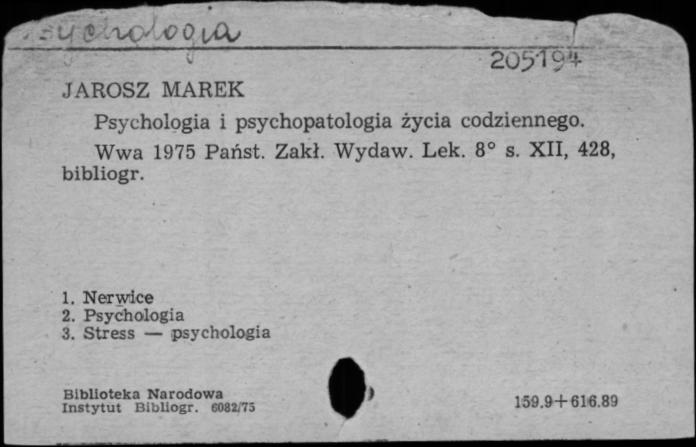 Psychologia
205194
JAROSZ MAREK
Psychologia i psychopatologia życia codziennego.
Wwa 1975 Państ. Zakł. Wydaw. Lek. 8° s. XII, 428,
bibliogr.
1. Nerwice
2. Psychologia
3. Stress — psychologia
Biblioteka Narodowa
Instytut Bibliogr. 6082/75
159.9+616.89